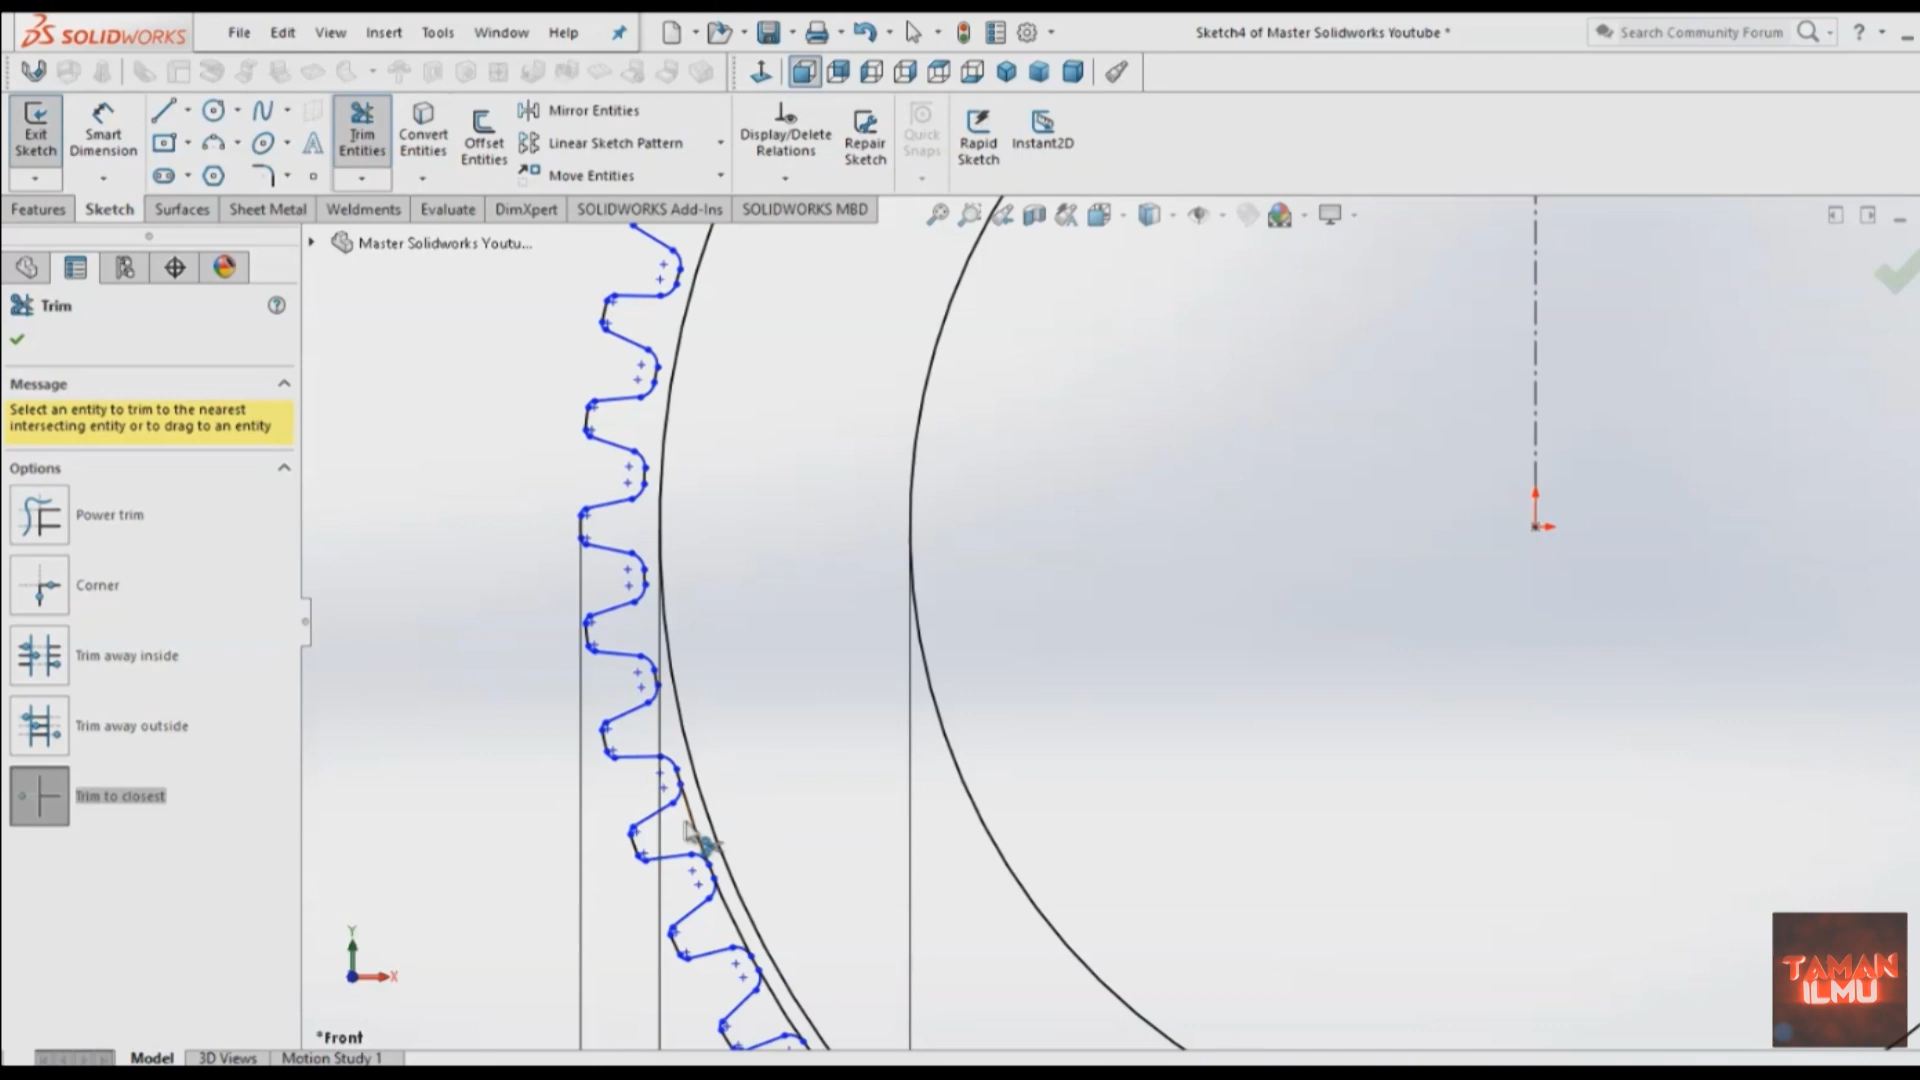 SOLIDWORKS
File Edit View Insert Tools Window Help
Sketch4 of Master Solidworks Youtube *
Search Community Forum
?
Exit Sketch
Smart Dimension
Trim Entities
Convert Entities
Offset Entities
Mirror Entities
Linear Sketch Pattern
Move Entities
Display/Delete Relations
Repair Sketch
Quick Snaps
Rapid Sketch
Instant2D
Features Sketch Surfaces Sheet Metal Weldments Evaluate DimXpert SOLIDWORKS Add-Ins SOLIDWORKS MBD
Master Solidworks Youtu...
Trim
Message
Select an entity to trim to the nearest
intersecting entity or to drag to an entity
Options
Power trim
Corner
Trim away inside
Trim away outside
Trim to closest
Y
X
*Front
Model 3D Views Motion Study 1
TAMAN
ILMU